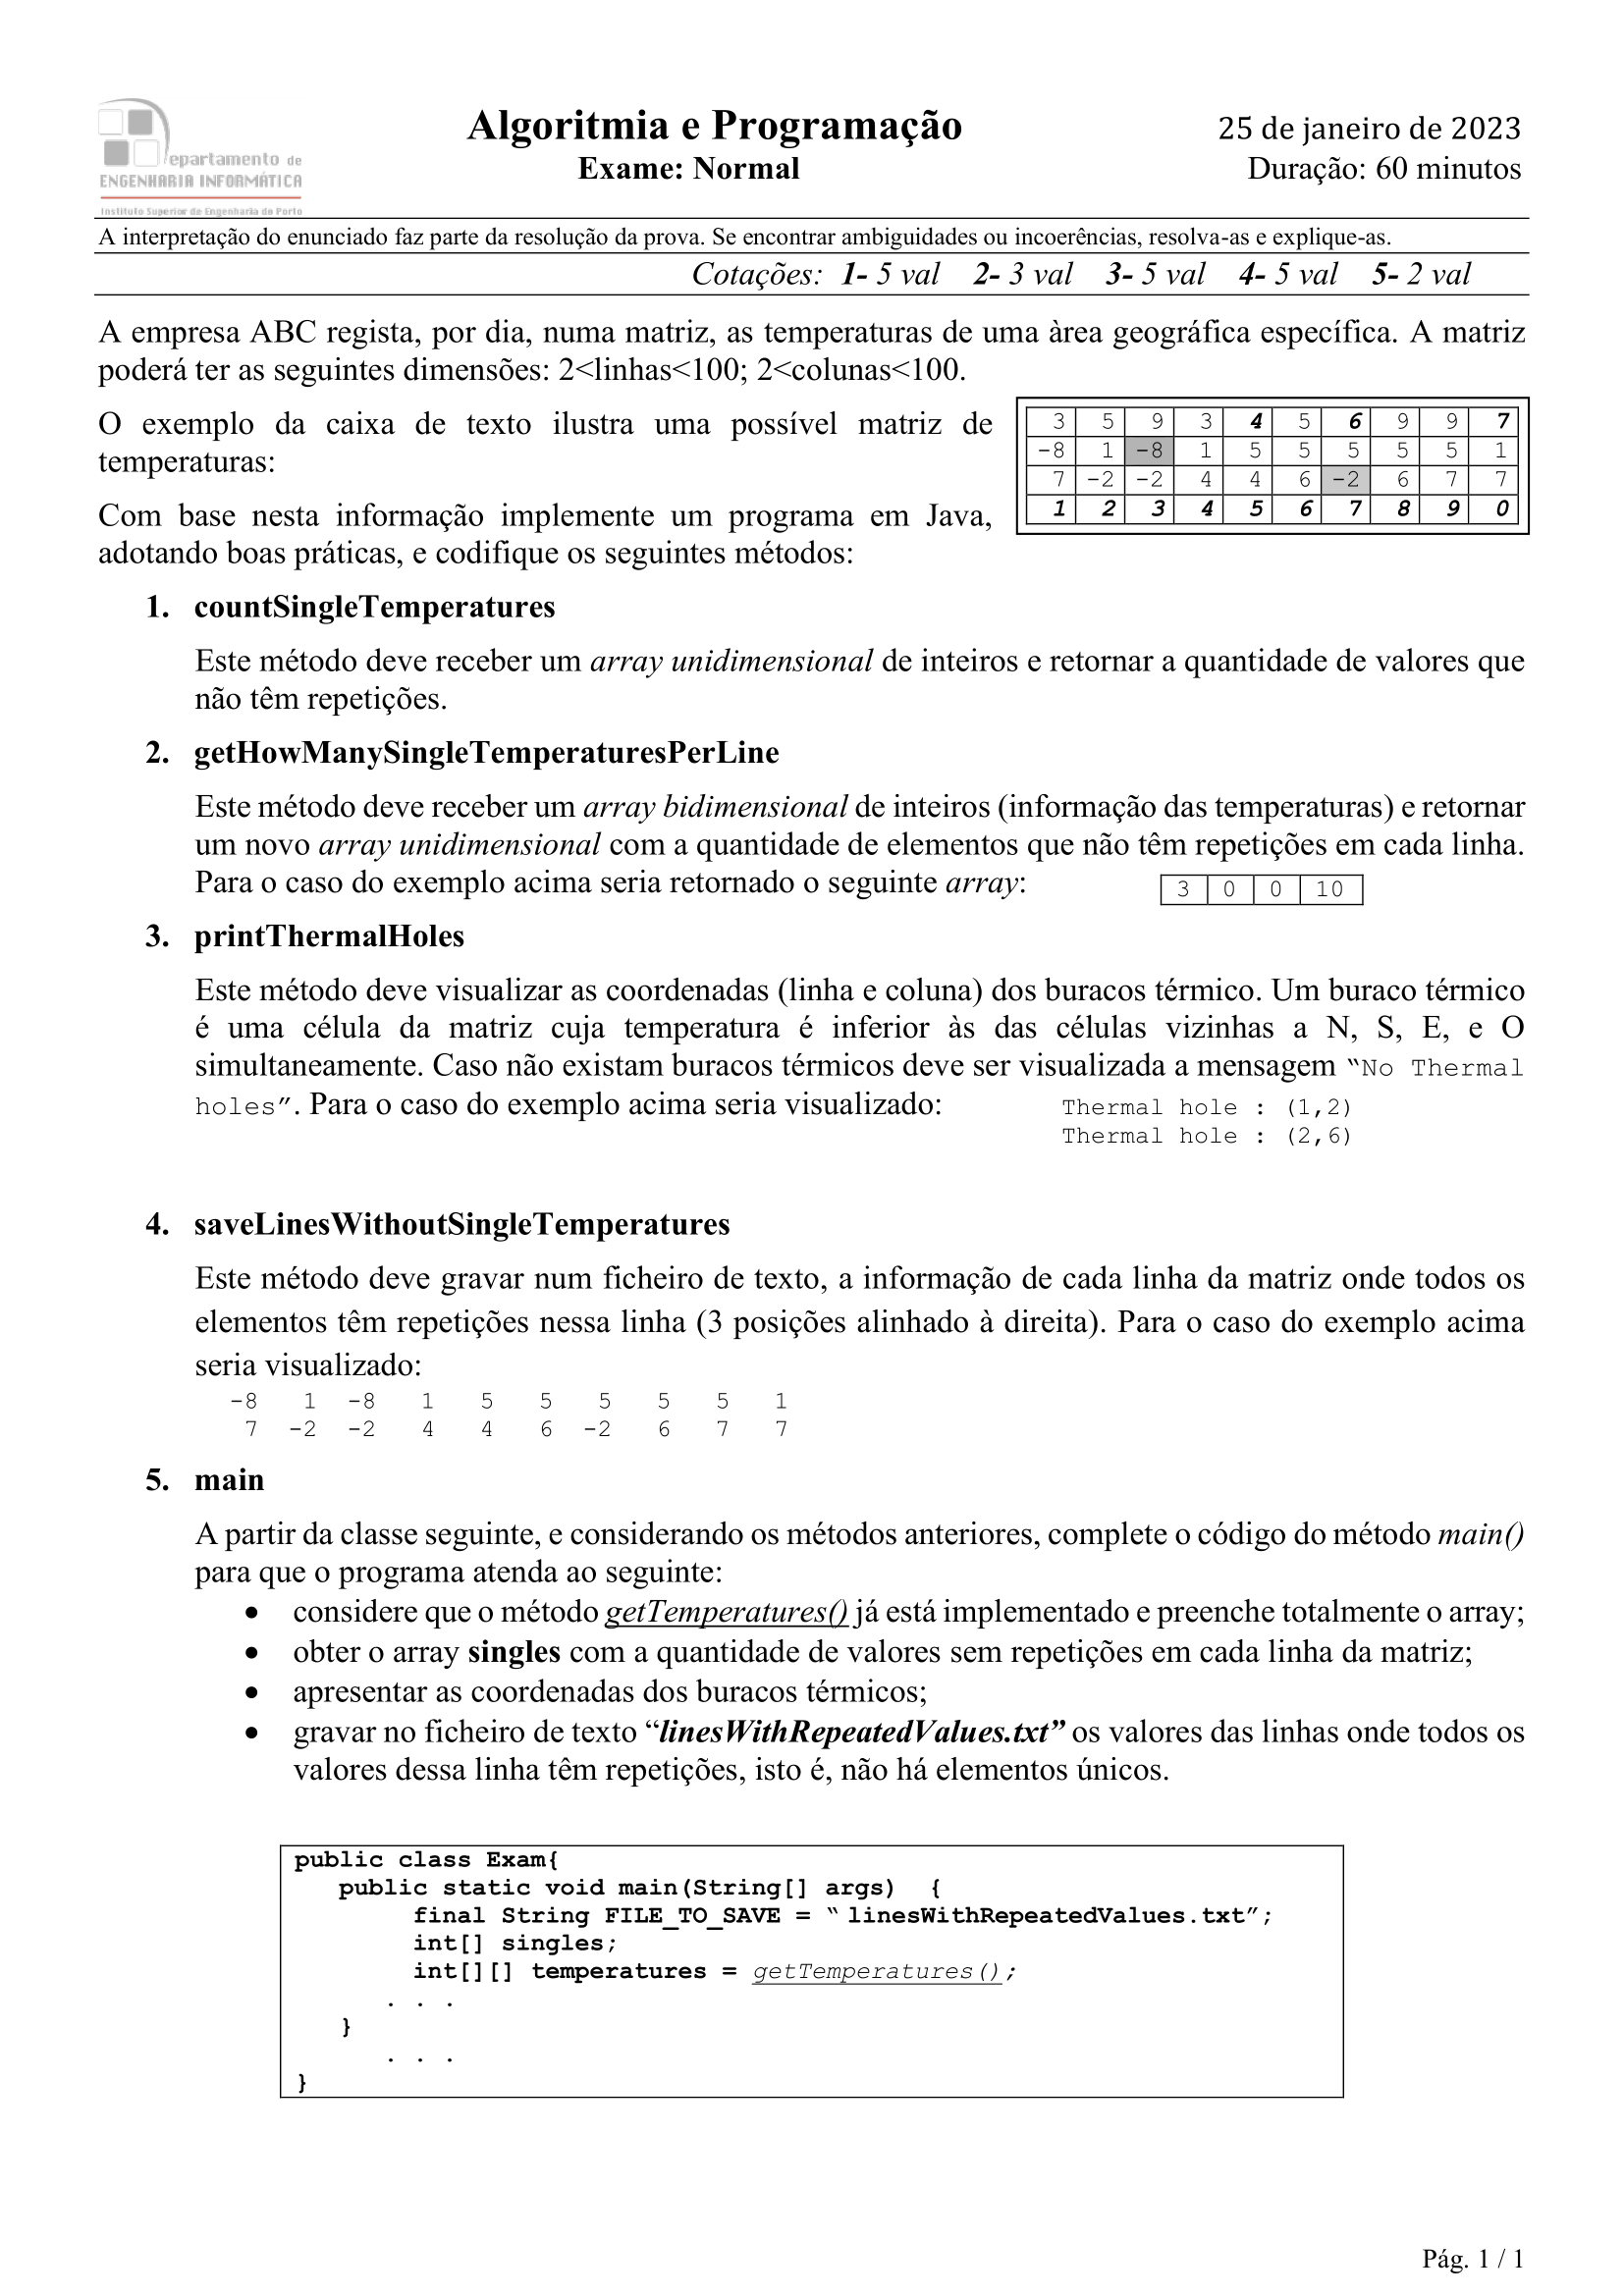 epartamento de
ENGENHARIA INFORMÁTICA
Instituto Superior de Engenharia do Porto
Algoritmia e Programação
Exame: Normal
25 de janeiro de 2023
Duração: 60 minutos
A interpretação do enunciado faz parte da resolução da prova. Se encontrar ambiguidades ou incoerências, resolva-as e explique-as.
Cotações: 1- 5 val 2- 3 val 3- 5 val 4- 5 val 5- 2 val
A empresa ABC regista, por dia, numa matriz, as temperaturas de uma àrea geográfica específica. A matriz
poderá ter as seguintes dimensões: 2<linhas<100; 2<colunas<100.
O exemplo da caixa de texto ilustra uma possível matriz de
temperaturas:
3 5 9 3 4 5 6 9 9 7
-8 1 -8 1 5 5 5 5 5 1
7 -2 -2 4 4 6 -2 6 7 7
1 2 3 4 5 6 7 8 9 0
Com base nesta informação implemente um programa em Java,
adotando boas práticas, e codifique os seguintes métodos:
1. countSingleTemperatures
Este método deve receber um array unidimensional de inteiros e retornar a quantidade de valores que
não têm repetições.
2. getHowManySingleTemperaturesPerLine
Este método deve receber um array bidimensional de inteiros (informação das temperaturas) e retornar
um novo array unidimensional com a quantidade de elementos que não têm repetições em cada linha.
Para o caso do exemplo acima seria retornado o seguinte array: 3 0 0 10
3. printThermalHoles
Este método deve visualizar as coordenadas (linha e coluna) dos buracos térmico. Um buraco térmico
é uma célula da matriz cuja temperatura é inferior às das células vizinhas a N, S, E, e O
simultaneamente. Caso não existam buracos térmicos deve ser visualizada a mensagem “No Thermal
holes”. Para o caso do exemplo acima seria visualizado: Thermal hole : (1,2)
Thermal hole : (2,6)
4. saveLinesWithoutSingleTemperatures
Este método deve gravar num ficheiro de texto, a informação de cada linha da matriz onde todos os
elementos têm repetições nessa linha (3 posições alinhado à direita). Para o caso do exemplo acima
seria visualizado:
-8 1 -8 1 5 5 5 5 5 1
7 -2 -2 4 4 6 -2 6 7 7
5. main
A partir da classe seguinte, e considerando os métodos anteriores, complete o código do método main()
para que o programa atenda ao seguinte:
• considere que o método getTemperatures() já está implementado e preenche totalmente o array;
• obter o array singles com a quantidade de valores sem repetições em cada linha da matriz;
• apresentar as coordenadas dos buracos térmicos;
• gravar no ficheiro de texto “linesWithRepeatedValues.txt” os valores das linhas onde todos os
valores dessa linha têm repetições, isto é, não há elementos únicos.
public class Exam{
public static void main(String[] args) {
final String FILE_TO_SAVE = “ linesWithRepeatedValues.txt”;
int[] singles;
int[][] temperatures = getTemperatures();
. . .
}
. . .
}
Pág. 1 / 1